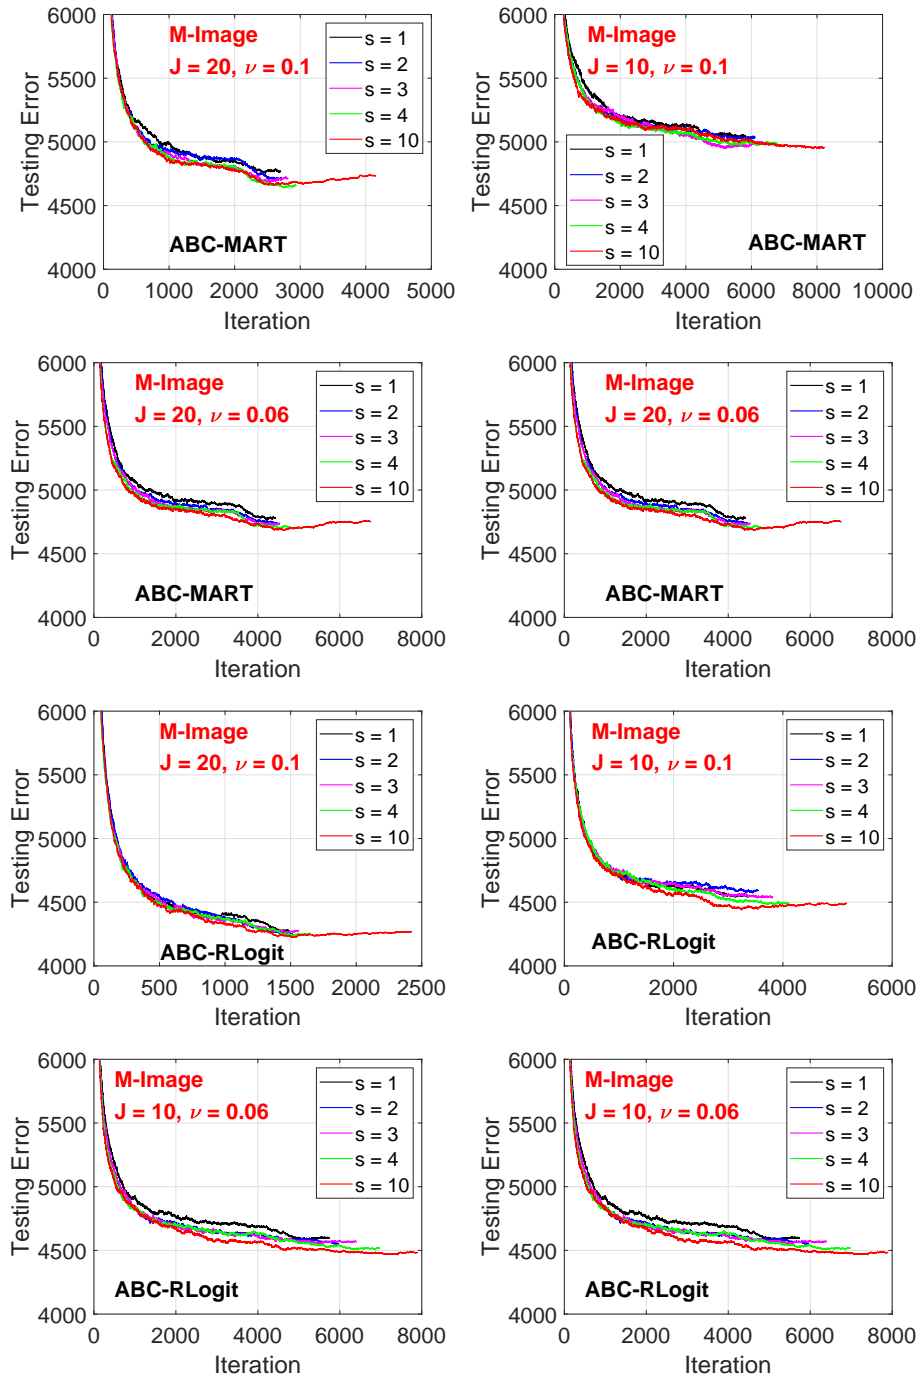 6000
5500
5000
4500
4000
Testing Error
M-Image
J = 20, ν = 0.1
s = 1
s = 2
s = 3
s = 4
s = 10
ABC-MART
0 1000 2000 3000 4000 5000
Iteration
6000
5500
5000
4500
4000
Testing Error
M-Image
J = 10, ν = 0.1
s = 1
s = 2
s = 3
s = 4
s = 10
ABC-MART
0 2000 4000 6000 8000 10000
Iteration
6000
5500
5000
4500
4000
Testing Error
M-Image
J = 20, ν = 0.06
s = 1
s = 2
s = 3
s = 4
s = 10
ABC-MART
0 2000 4000 6000 8000
Iteration
6000
5500
5000
4500
4000
Testing Error
M-Image
J = 20, ν = 0.06
s = 1
s = 2
s = 3
s = 4
s = 10
ABC-MART
0 2000 4000 6000 8000
Iteration
6000
5500
5000
4500
4000
Testing Error
M-Image
J = 20, ν = 0.1
s = 1
s = 2
s = 3
s = 4
s = 10
ABC-RLogit
0 500 1000 1500 2000 2500
Iteration
6000
5500
5000
4500
4000
Testing Error
M-Image
J = 10, ν = 0.1
s = 1
s = 2
s = 3
s = 4
s = 10
ABC-RLogit
0 2000 4000 6000
Iteration
6000
5500
5000
4500
4000
Testing Error
M-Image
J = 10, ν = 0.06
s = 1
s = 2
s = 3
s = 4
s = 10
ABC-RLogit
0 2000 4000 6000 8000
Iteration
6000
5500
5000
4500
4000
Testing Error
M-Image
J = 10, ν = 0.06
s = 1
s = 2
s = 3
s = 4
s = 10
ABC-RLogit
0 2000 4000 6000 8000
Iteration